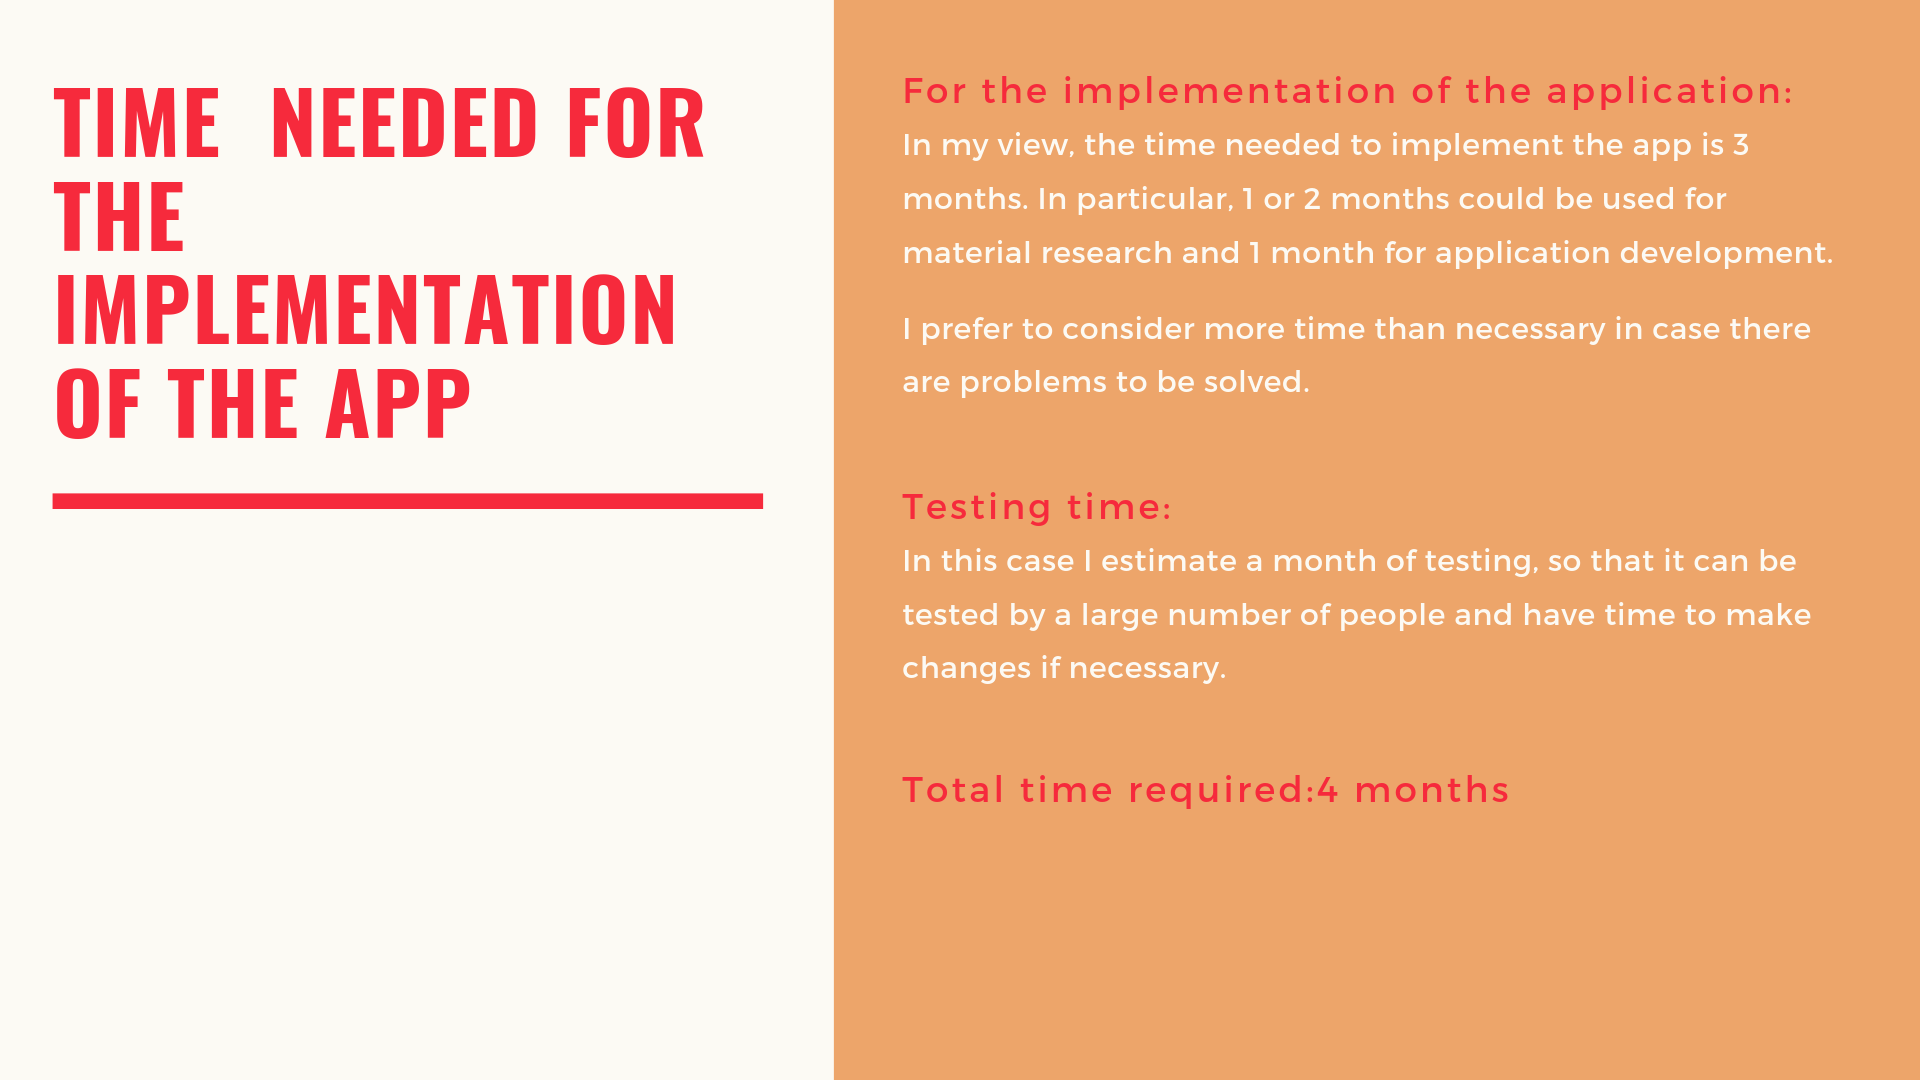 TIME  NEEDED FOR
THE
IMPLEMENTATION
OF THE APP
For the implementation of the application:
In my view, the time needed to implement the app is 3
months. In particular, 1 or 2 months could be used for
material research and 1 month for application development.
I prefer to consider more time than necessary in case there
are problems to be solved.
Testing time:
In this case I estimate a month of testing, so that it can be
tested by a large number of people and have time to make
changes if necessary.
Total time required:4 months